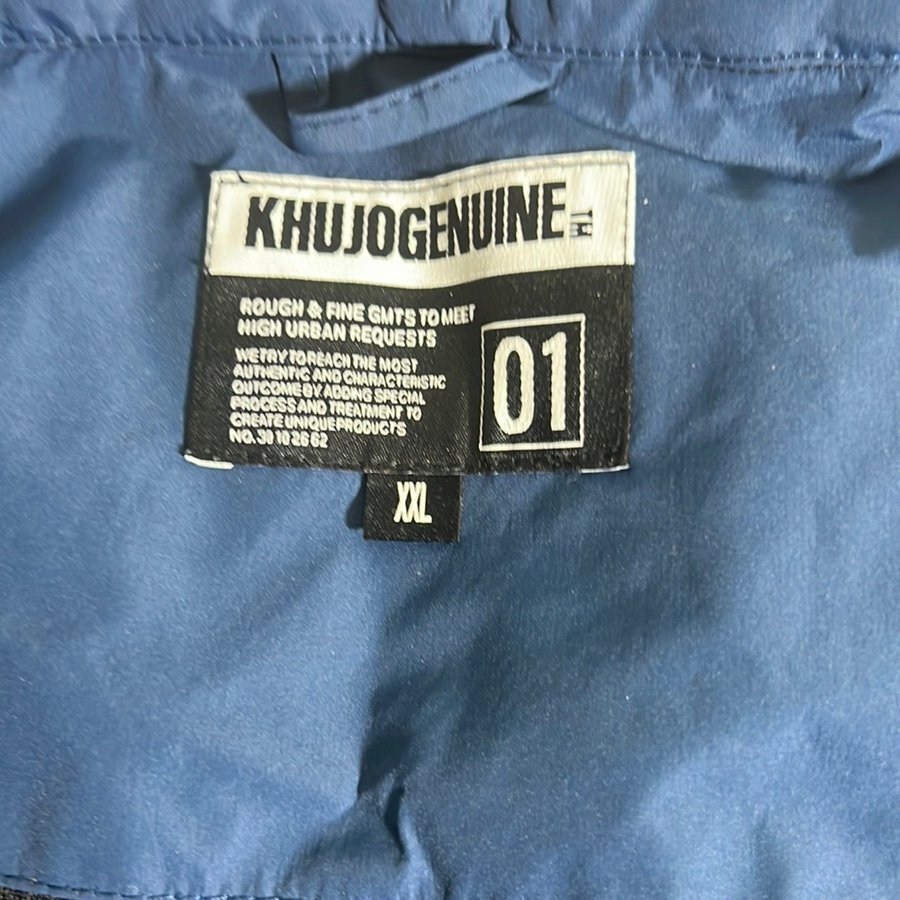 KHUJOGENUINE TM
ROUGH & FINE GMTS TO MEET
HIGH URBAN REQUESTS
WE TRY TO REACH THE MOST
AUTHENTIC AND CHARACTERISTIC
OUTCOME BY ADDING SPECIAL
PROCESS AND TREATMENT TO
CREATE UNIQUE PRODUCTS
NO. 30 10 26 62
01
XXL